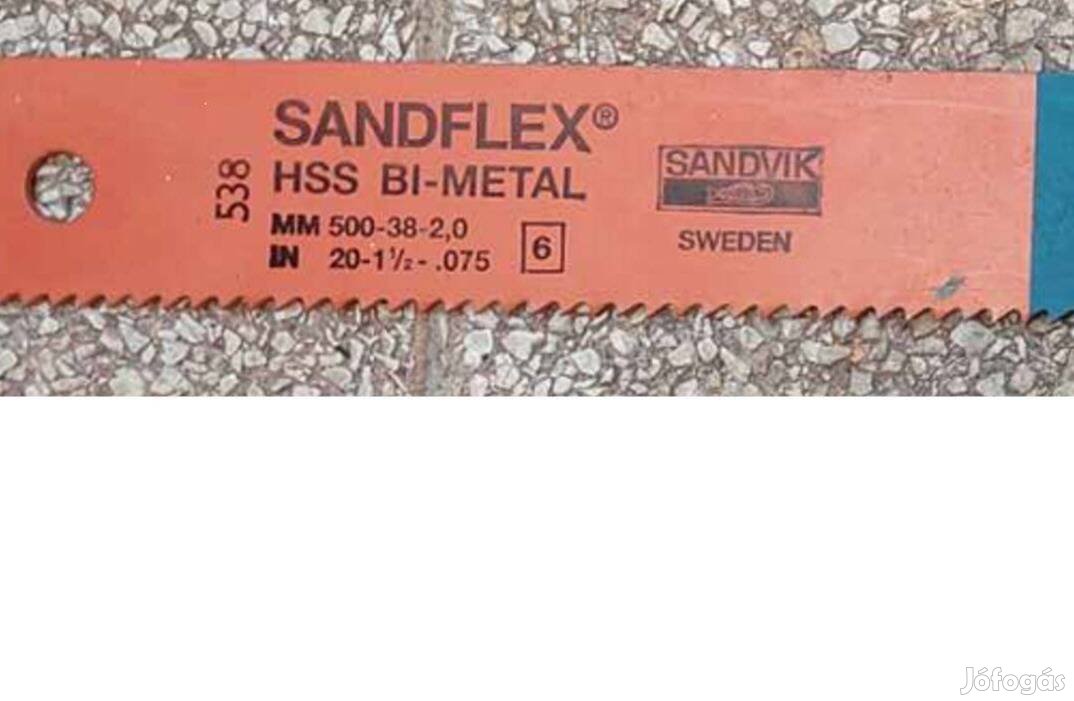 SANDFLEX®
HSS BI-METAL
538
MM 500-38-2,0
IN 20-1½-.075
6
SANDVIK
SWEDEN
Jófogás